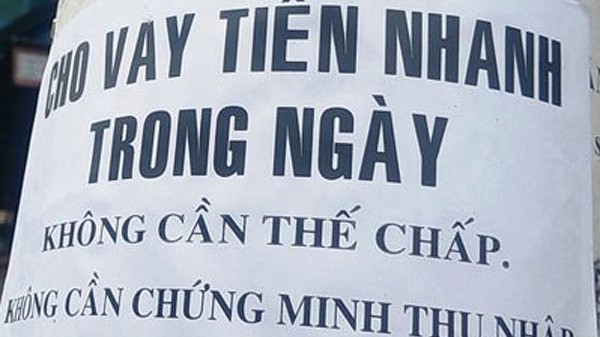 CHO VAY TIỀN NHANH
TRONG NGÀY
KHÔNG CẦN THẾ CHẤP.
KHÔNG CẦN CHỨNG MINH THU NHẬP